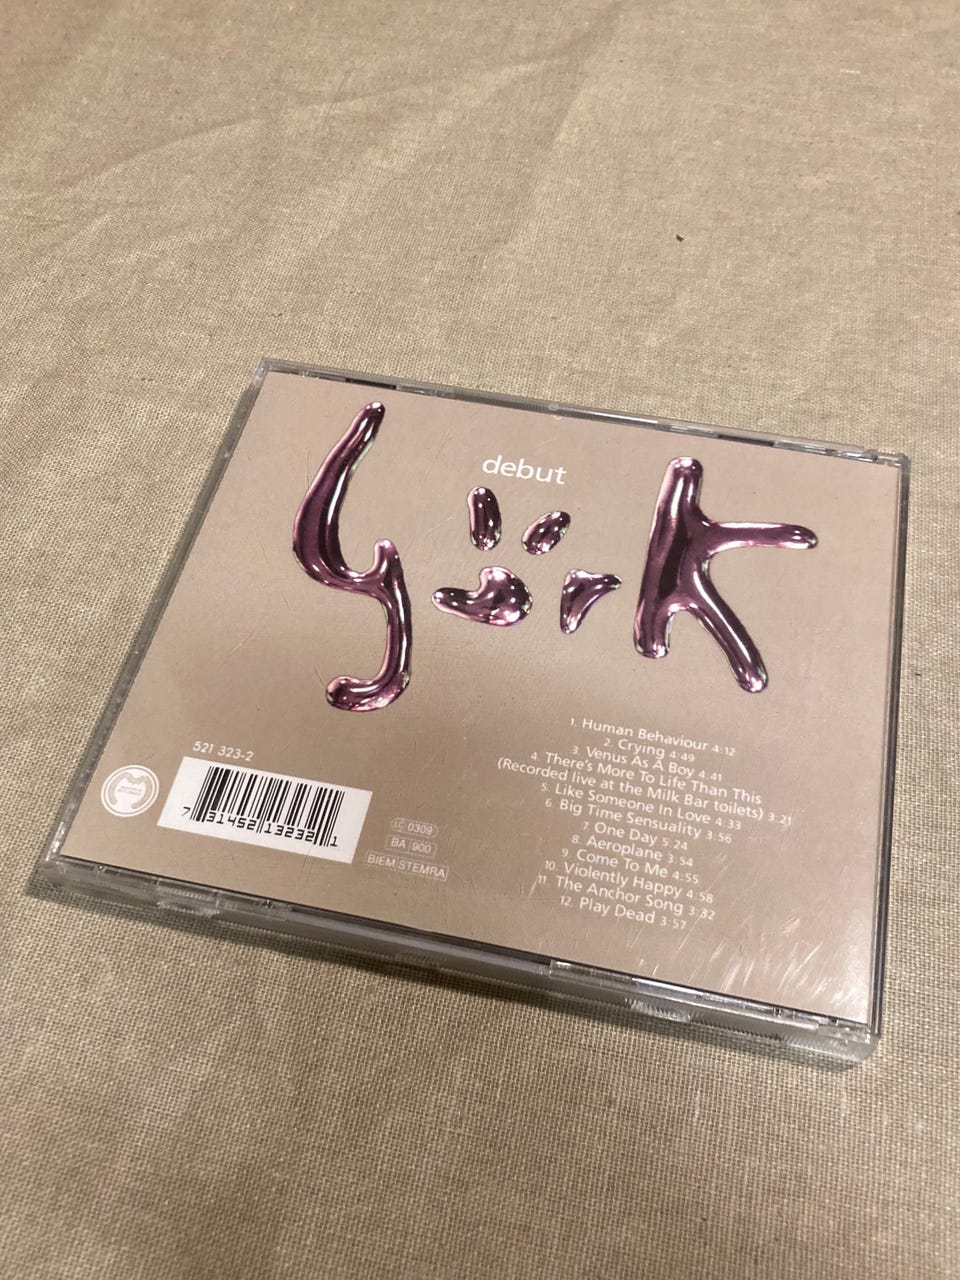 debut
björk
1. Human Behaviour 4:12
2. Crying 4:49
3. Venus As A Boy 4:41
4. There's More To Life Than This
(Recorded live at the Milk Bar toilets) 3:21
5. Like Someone In Love 4:33
6. Big Time Sensuality 3:56
7. One Day 5:24
8. Aeroplane 3:54
9. Come To Me 4:55
10. Violently Happy 4:58
11. The Anchor Song 3:32
12. Play Dead 3:57
521 323-2
7 31452 13232 1
LC 0309
BA 900
BIEM/STEMRA